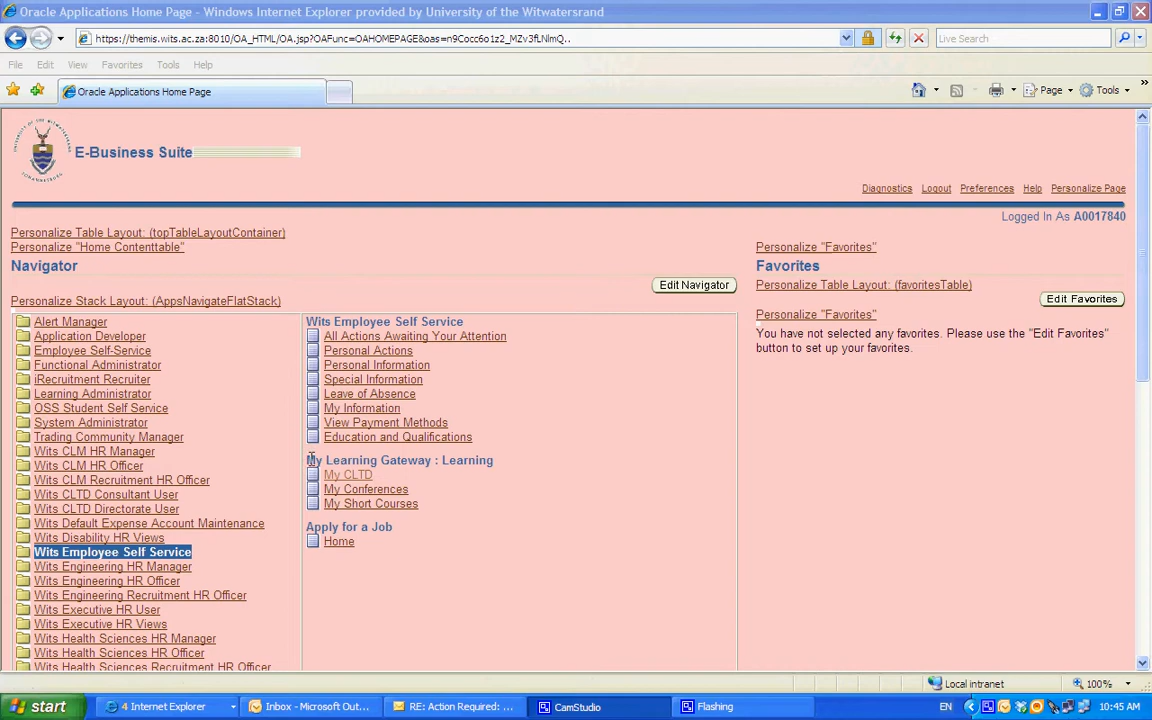 Oracle Applications Home Page - Windows Internet Explorer provided by University of the Witwatersrand
https://themis.wits.ac.za:8010/OA_HTML/OA.jsp?OAFunc=OAHOMEPAGE&oas=n9Cocc6o1z2_MZv3fLNlmQ..
Live Search
File Edit View Favorites Tools Help
Oracle Applications Home Page
Page Tools
E-Business Suite
Diagnostics Logout Preferences Help Personalize Page
Logged In As A0017840
Personalize Table Layout: (topTableLayoutContainer)
Personalize "Home Contenttable"
Personalize "Favorites"
Navigator
Favorites
Edit Navigator
Personalize Table Layout: (favoritesTable)
Edit Favorites
Personalize Stack Layout: (AppsNavigateFlatStack)
Personalize "Favorites"
You have not selected any favorites. Please use the "Edit Favorites"
button to set up your favorites.
Alert Manager
Application Developer
Employee Self-Service
Functional Administrator
iRecruitment Recruiter
Learning Administrator
OSS Student Self Service
System Administrator
Trading Community Manager
Wits CLM HR Manager
Wits CLM HR Officer
Wits CLM Recruitment HR Officer
Wits CLTD Consultant User
Wits CLTD Directorate User
Wits Default Expense Account Maintenance
Wits Disability HR Views
Wits Employee Self Service
Wits Engineering HR Manager
Wits Engineering HR Officer
Wits Engineering Recruitment HR Officer
Wits Executive HR User
Wits Executive HR Views
Wits Health Sciences HR Manager
Wits Health Sciences HR Officer
Wits Health Sciences Recruitment HR Officer
Wits Employee Self Service
All Actions Awaiting Your Attention
Personal Actions
Personal Information
Special Information
Leave of Absence
My Information
View Payment Methods
Education and Qualifications
My Learning Gateway : Learning
My CLTD
My Conferences
My Short Courses
Apply for a Job
Home
Local intranet
100%
start
4 Internet Explorer
Inbox - Microsoft Out...
RE: Action Required: ...
CamStudio
Flashing
EN
10:45 AM